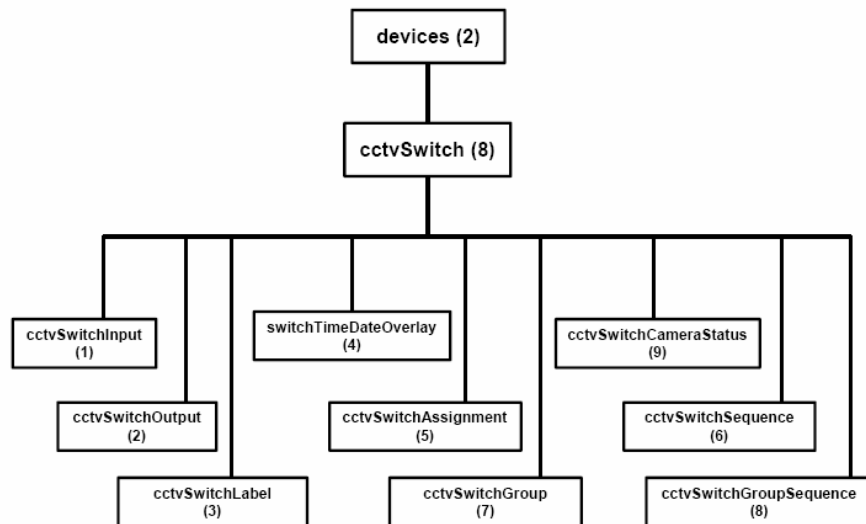 devices (2)
cctvSwitch (8)
cctvSwitchInput
(1)
switchTimeDateOverlay
(4)
cctvSwitchCameraStatus
(9)
cctvSwitchOutput
(2)
cctvSwitchAssignment
(5)
cctvSwitchSequence
(6)
cctvSwitchLabel
(3)
cctvSwitchGroup
(7)
cctvSwitchGroupSequence
(8)